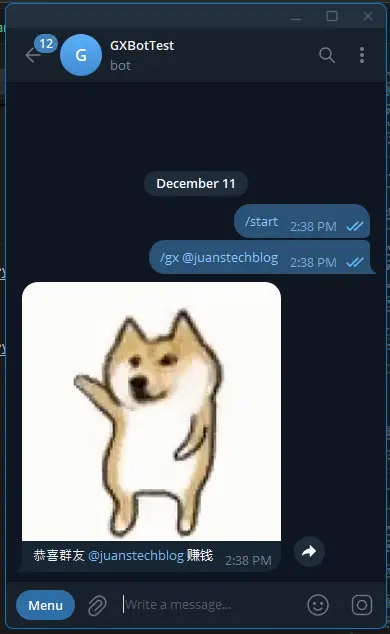 12
G
GXBotTest
bot
December 11
/start 2:38 PM
/gx @juanstechblog 2:38 PM
恭喜群友 @juanstechblog 赚钱 2:38 PM
Menu
Write a message...